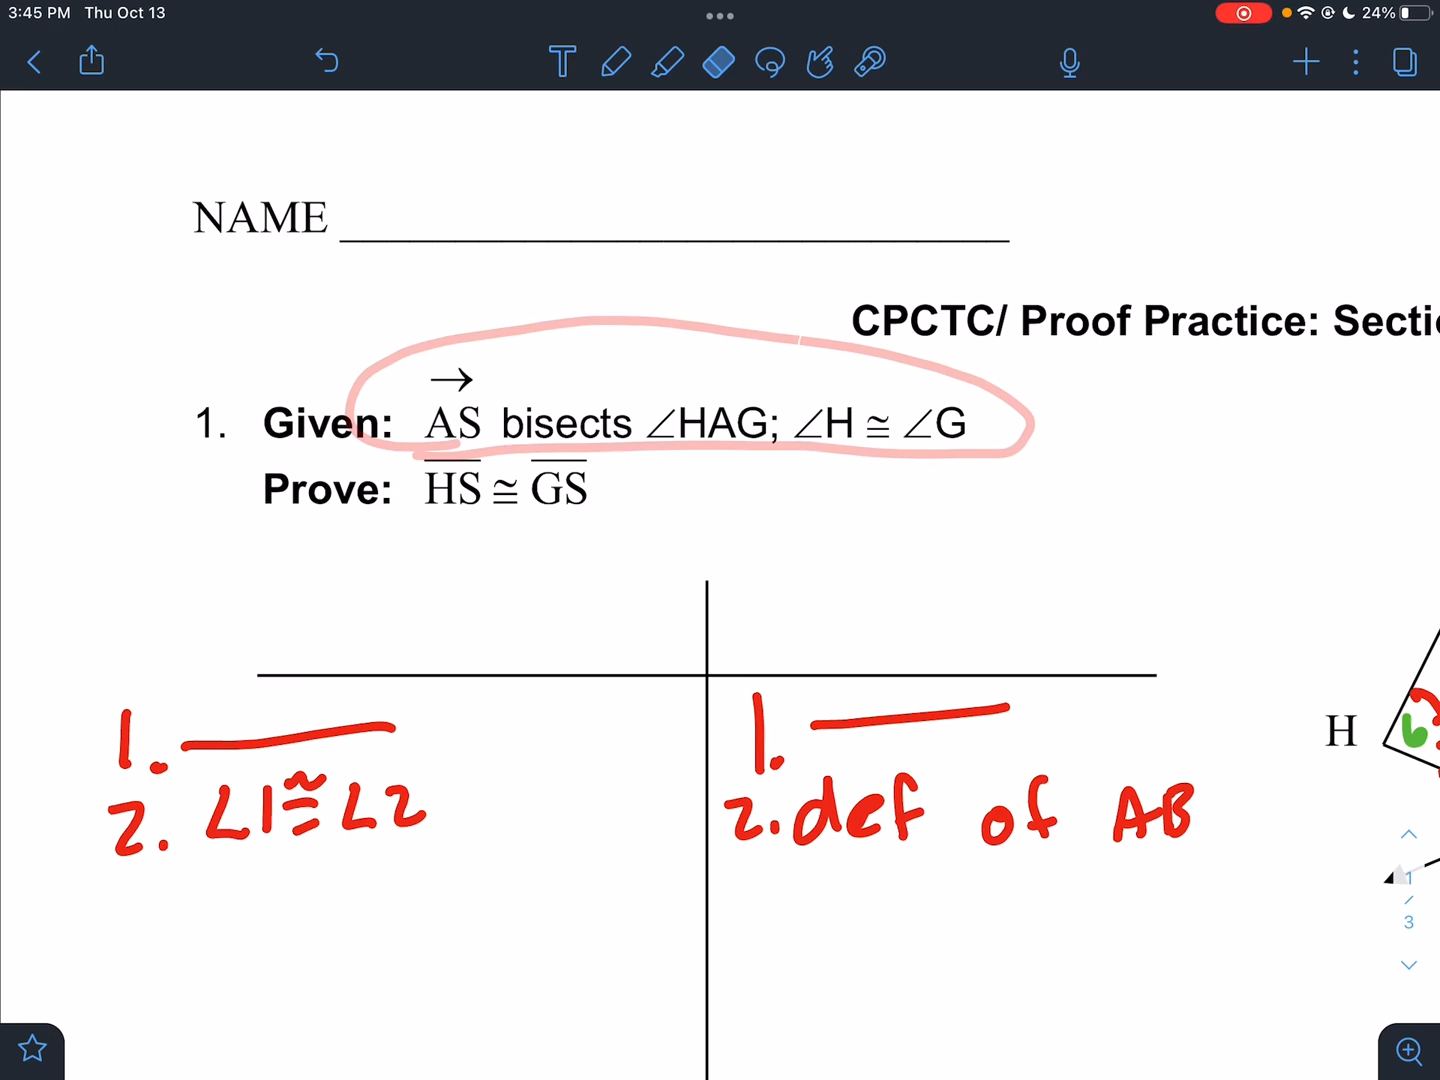 3:45 PM Thu Oct 13
24%
NAME
CPCTC/ Proof Practice: Secti
1. Given: AS bisects ∠HAG; ∠H ≅ ∠G
Prove: HS ≅ GS
1.
1.
2. ∠1≅∠2
2. def of AB
H
6
1
/
3